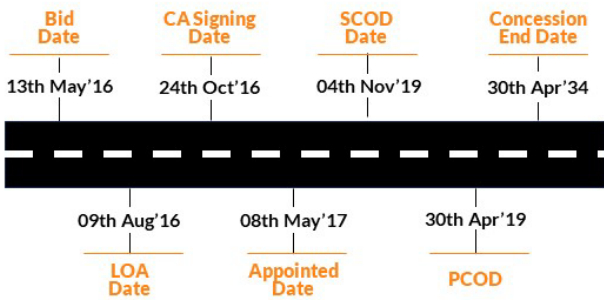 Bid
Date
13th May'16
CA Signing
Date
24th Oct'16
SCOD
Date
04th Nov'19
Concession
End Date
30th Apr'34
09th Aug'16
LOA
Date
08th May'17
Appointed
Date
30th Apr'19
PCOD